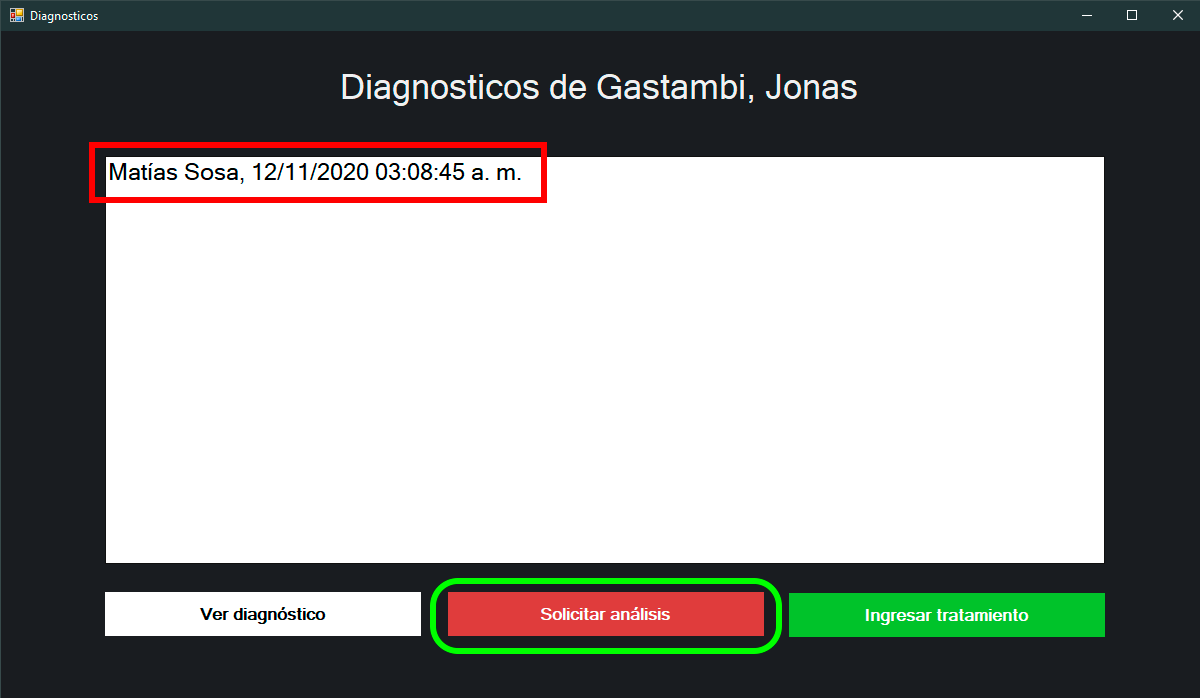 Diagnosticos
Diagnosticos de Gastambi, Jonas
Matías Sosa, 12/11/2020 03:08:45 a. m.
Ver diagnóstico
Solicitar análisis
Ingresar tratamiento